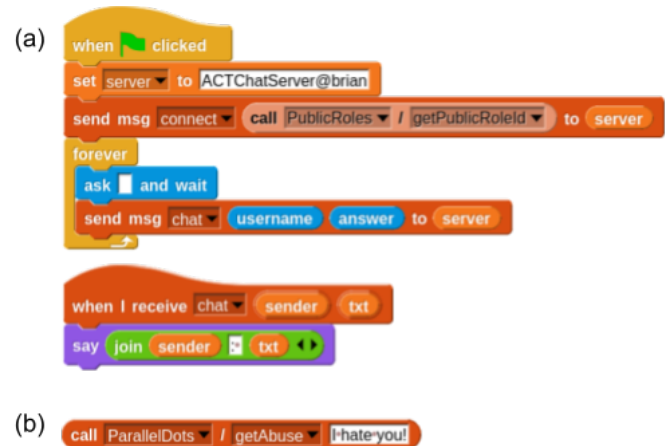 (a)
when clicked
set server to ACTChatServer@brian
send msg connect call PublicRoles / getPublicRoleId to server
forever
ask and wait
send msg chat username answer to server
when I receive chat sender txt
say join sender : txt
(b)
call ParallelDots / getAbuse I hate you!